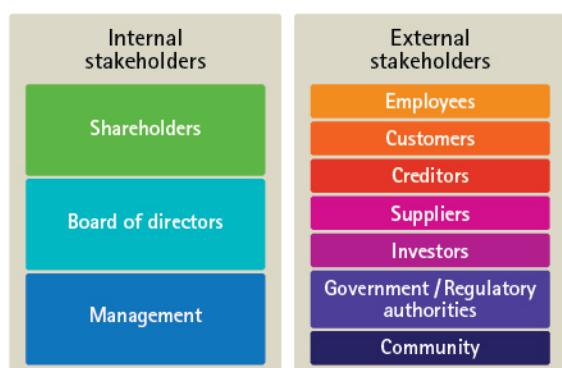 Internal
stakeholders
Shareholders
Board of directors
Management
External
stakeholders
Employees
Customers
Creditors
Suppliers
Investors
Government / Regulatory
authorities
Community